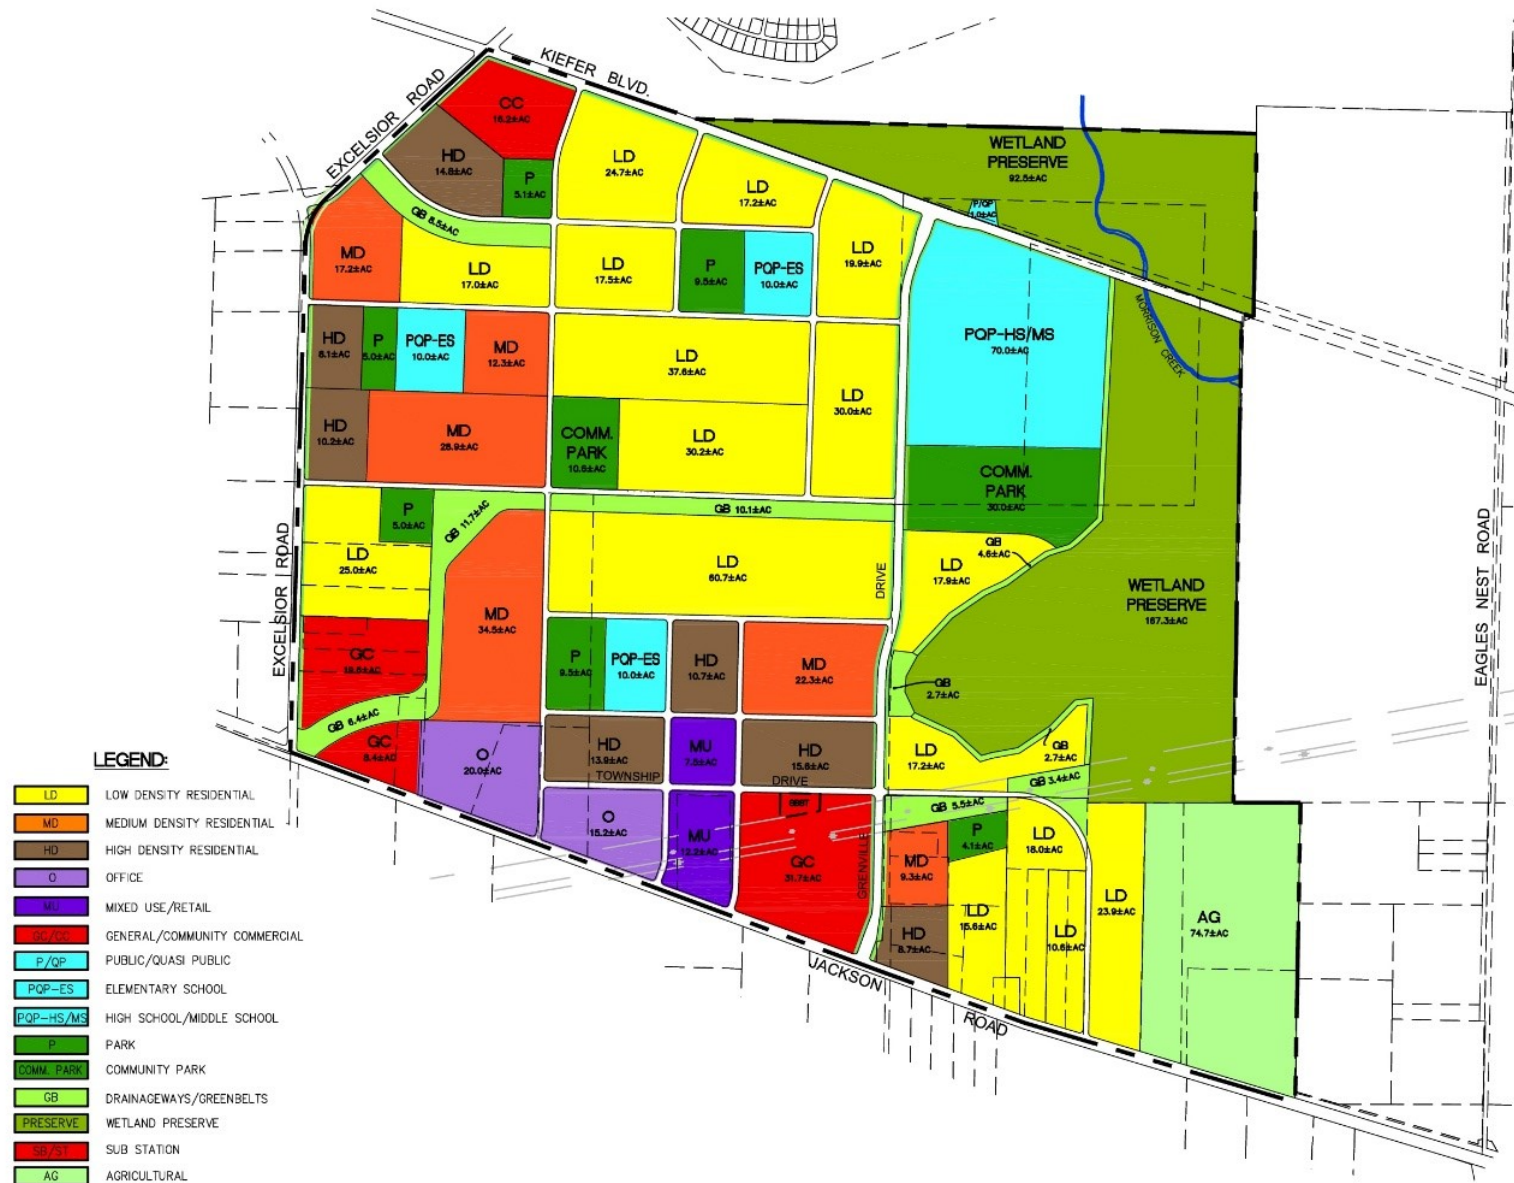 KIEFER BLVD.
EXCELSIOR ROAD
CC
16.2±AC
HD
14.8±AC
P
5.1±AC
LD
24.7±AC
LD
17.2±AC
WETLAND
PRESERVE
92.5±AC
P/QP
1.0±AC
GB 8.5±AC
MD
17.2±AC
LD
17.0±AC
LD
17.5±AC
P
9.5±AC
PQP-ES
10.0±AC
LD
19.9±AC
PQP-HS/MS
70.0±AC
MORRISON CREEK
HD
P
5.0±AC
PQP-ES
10.0±AC
MD
12.3±AC
LD
37.6±AC
LD
30.0±AC
HD
10.2±AC
MD
28.9±AC
COMM.
PARK
LD
30.2±AC
COMM.
PARK
30.0±AC
P
5.0±AC
GB 11.7±AC
GB 10.1±AC
LD
25.0±AC
EXCELSIOR ROAD
LD
60.7±AC
DRIVE
GB
4.6±AC
LD
17.9±AC
WETLAND
PRESERVE
167.3±AC
EAGLES NEST ROAD
MD
34.5±AC
GC
P
9.5±AC
PQP-ES
10.0±AC
HD
10.7±AC
MD
22.3±AC
GB
2.7±AC
GB 6.4±AC
GC
O
20.0±AC
HD
13.9±AC
MU
7.5±AC
HD
15.6±AC
LD
17.2±AC
GB
2.7±AC
TOWNSHIP
DRIVE
GB 3.4±AC
O
15.2±AC
MU
12.2±AC
GC
31.7±AC
GRENVILLE
GB 5.5±AC
P
4.1±AC
LD
18.0±AC
MD
9.3±AC
HD
8.7±AC
LD
15.6±AC
LD
10.6±AC
LD
23.9±AC
AG
74.7±AC
JACKSON
ROAD
LEGEND:
LD LOW DENSITY RESIDENTIAL
MD MEDIUM DENSITY RESIDENTIAL
HD HIGH DENSITY RESIDENTIAL
O OFFICE
MU MIXED USE/RETAIL
GC/CC GENERAL/COMMUNITY COMMERCIAL
P/QP PUBLIC/QUASI PUBLIC
PQP-ES ELEMENTARY SCHOOL
PQP-HS/MS HIGH SCHOOL/MIDDLE SCHOOL
P PARK
COMM. PARK COMMUNITY PARK
GB DRAINAGEWAYS/GREENBELTS
PRESERVE WETLAND PRESERVE
SB/ST SUB STATION
AG AGRICULTURAL